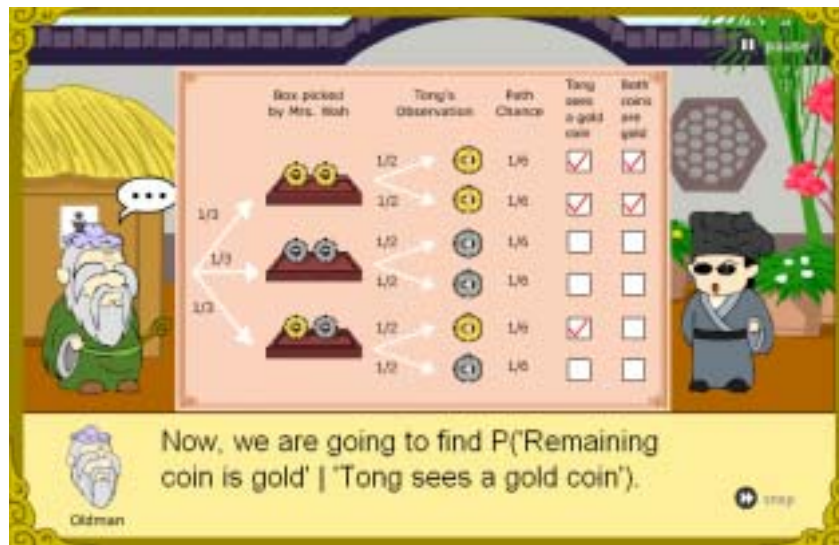 pause
Box picked
by Mrs. Wah
Tong's
Observation
Path
Chance
Tong
sees
a gold
coin
Both
coins
are
gold
1/3
1/3
1/3
1/2 1/6
1/2 1/6
1/2 1/6
1/2 1/6
1/2 1/6
1/2 1/6
...
Now, we are going to find P('Remaining
coin is gold' | 'Tong sees a gold coin').
Oldman